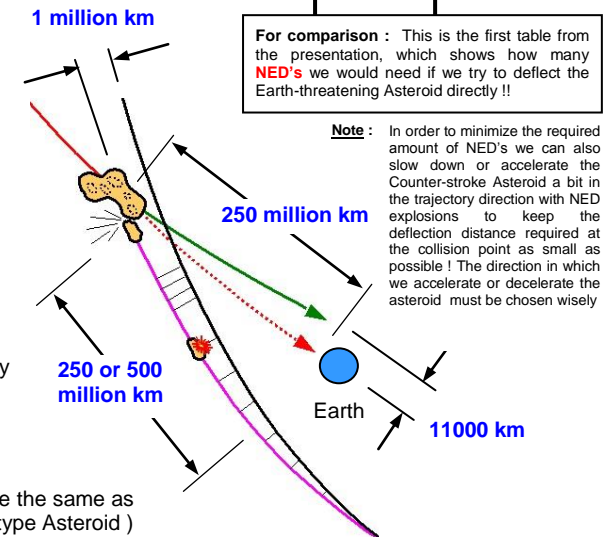 1 million km
For comparison : This is the first table from
the presentation, which shows how many
NED's we would need if we try to deflect the
Earth-threatening Asteroid directly !!
Note : In order to minimize the required
amount of NED's we can also
slow down or accelerate the
Counter-stroke Asteroid a bit in
the trajectory direction with NED
explosions to keep the
deflection distance required at
the collision point as small as
possible ! The direction in which
we accelerate or decelerate the
asteroid must be chosen wisely
250 million km
y
250 or 500
million km
Earth
11000 km
e the same as
type Asteroid )